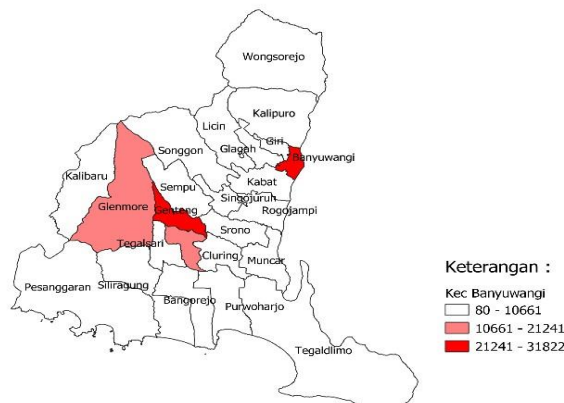 Wongsorejo
Kalipuro
Licin
Giri
Songgon
Glagah
Banyuwangi
Kalibaru
Sempu
Kabat
Singojuruh
Glenmore
Genteng
Rogojampi
Srono
Tegalsari
Cluring
Muncar
Pesanggaran
Siliragung
Bangorejo
Purwoharjo
Tegaldlimo
Keterangan :
Kec Banyuwangi
80 - 10661
10661 - 21241
21241 - 31822